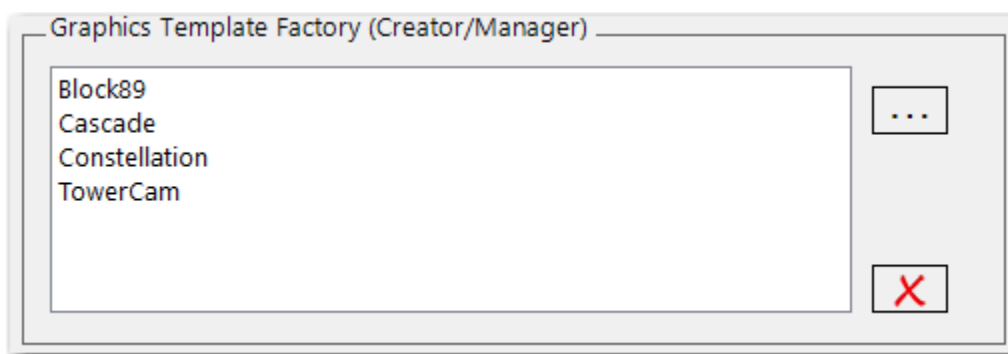 Graphics Template Factory (Creator/Manager)
Block89
...
Cascade
Constellation
TowerCam